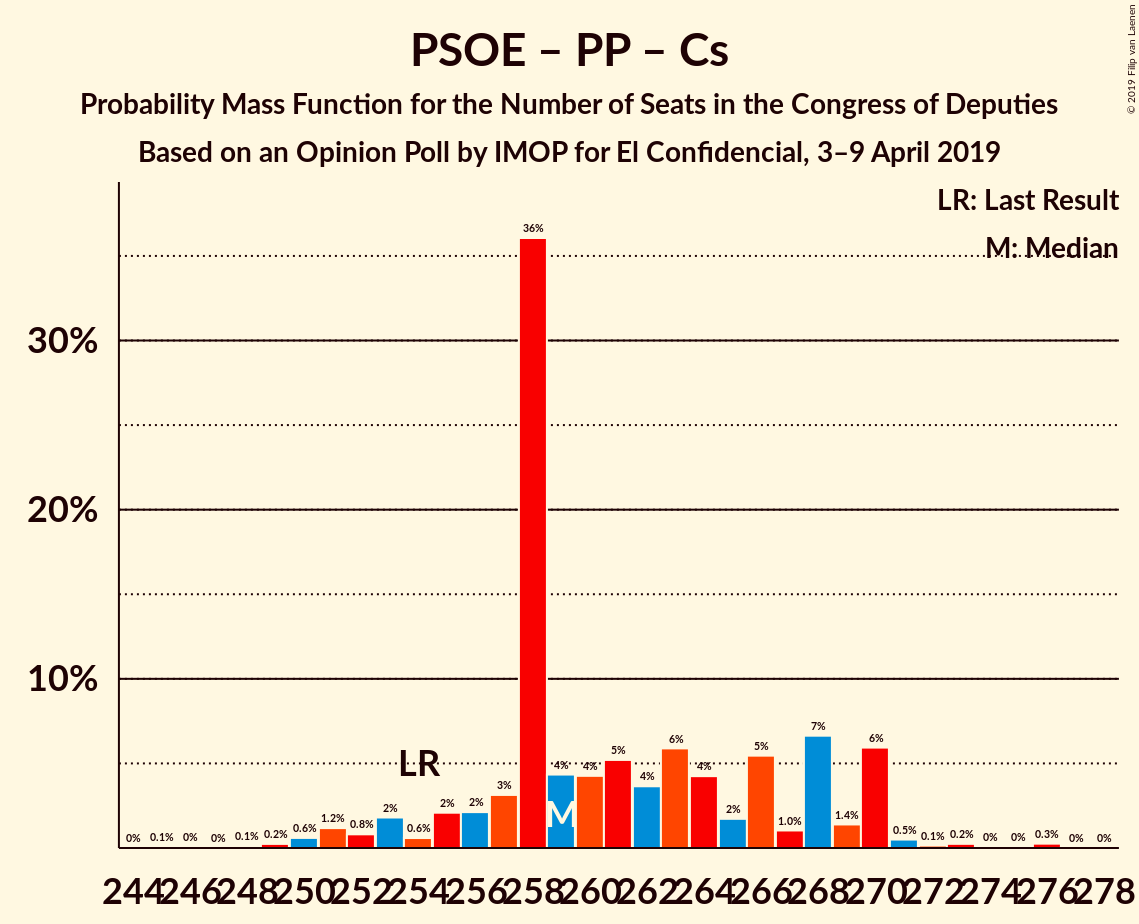 PSOE – PP – Cs
Probability Mass Function for the Number of Seats in the Congress of Deputies
Based on an Opinion Poll by IMOP for El Confidencial, 3–9 April 2019
© 2019 Filip van Laenen
LR: Last Result
M: Median
30%
20%
10%
LR
M
0% 0.1% 0% 0% 0.1% 0.2% 0.6% 1.2% 0.8% 2% 0.6% 2% 2% 3% 36% 4% 4% 5% 4% 6% 4% 2% 5% 1.0% 7% 1.4% 6% 0.5% 0.1% 0.2% 0% 0% 0.3% 0% 0%
244 246 248 250 252 254 256 258 260 262 264 266 268 270 272 274 276 278